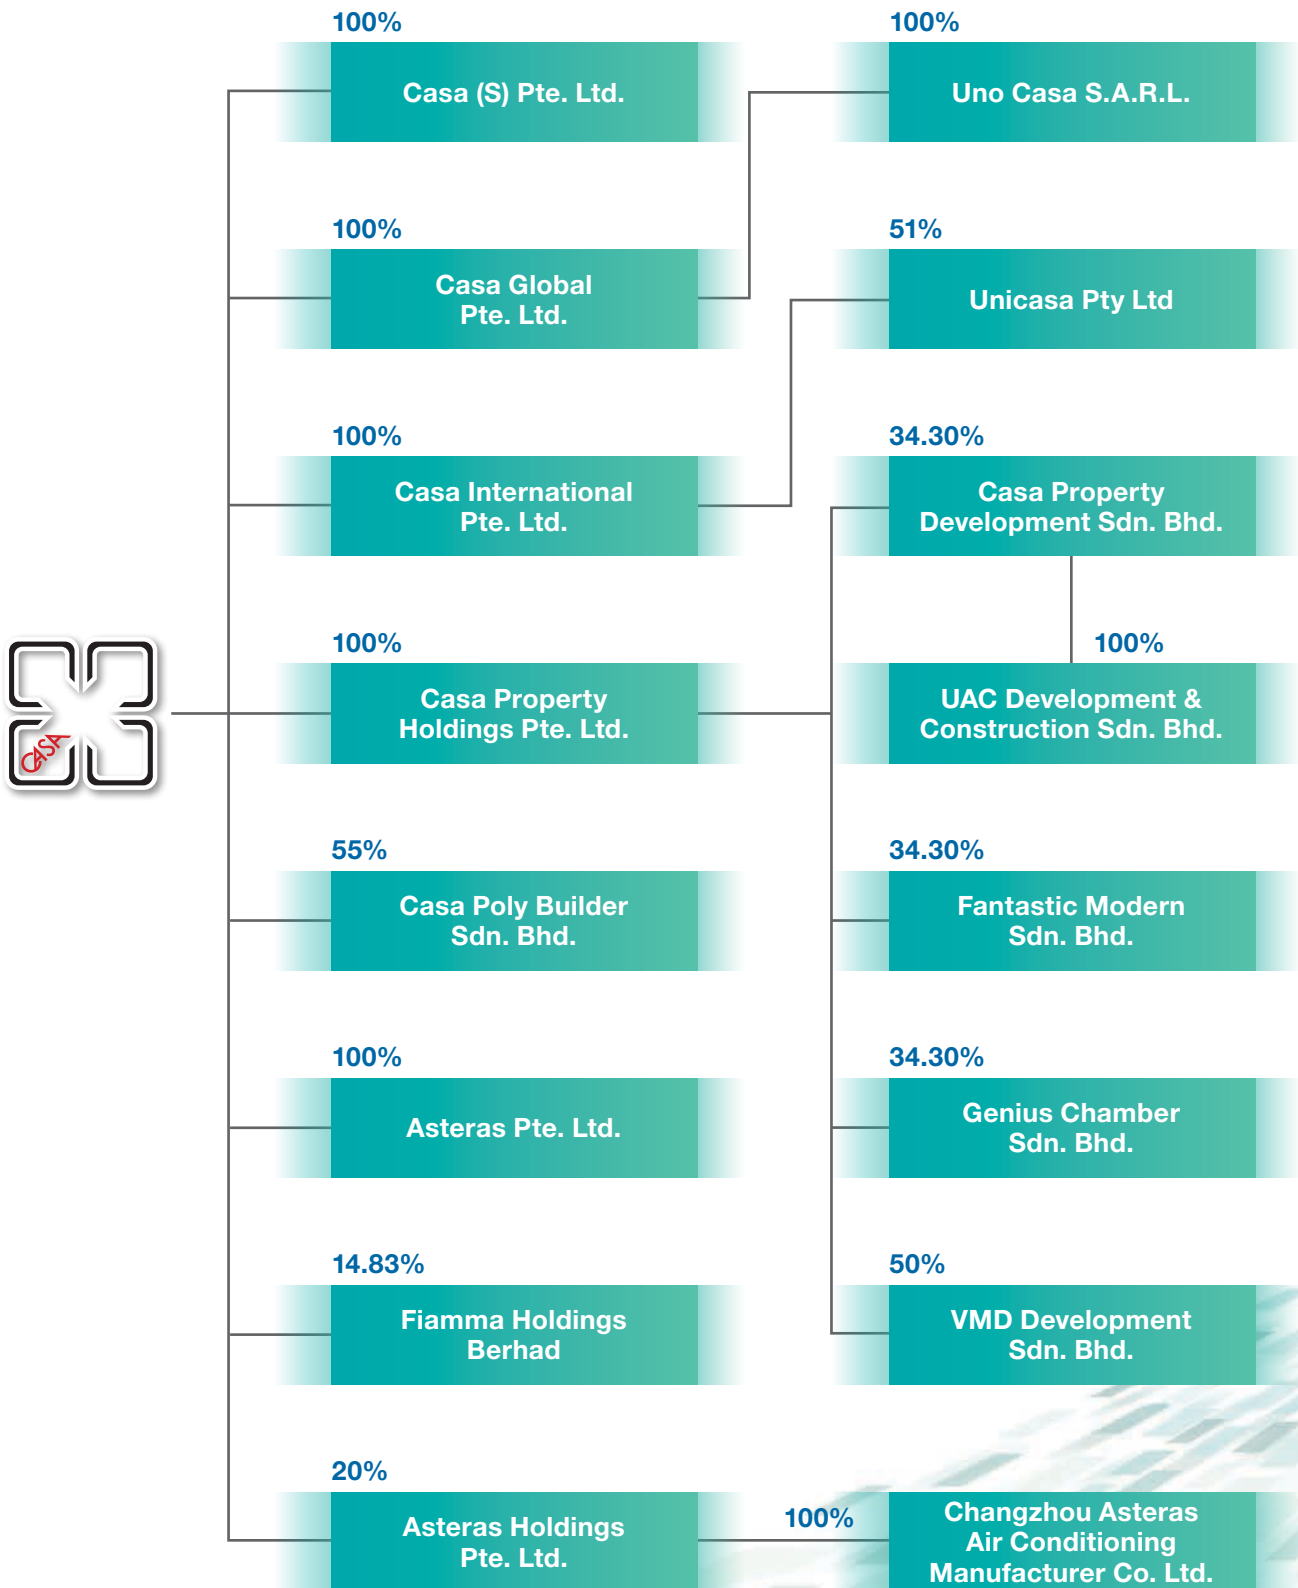 100%
Casa (S) Pte. Ltd.
100%
Casa Global
Pte. Ltd.
100%
Casa International
Pte. Ltd.
CASA
100%
Casa Property
Holdings Pte. Ltd.
55%
Casa Poly Builder
Sdn. Bhd.
100%
Asteras Pte. Ltd.
14.83%
Fiamma Holdings
Berhad
20%
Asteras Holdings
Pte. Ltd.
100%
Uno Casa S.A.R.L.
51%
Unicasa Pty Ltd
34.30%
Casa Property
Development Sdn. Bhd.
100%
UAC Development &
Construction Sdn. Bhd.
34.30%
Fantastic Modern
Sdn. Bhd.
34.30%
Genius Chamber
Sdn. Bhd.
50%
VMD Development
Sdn. Bhd.
100%
Changzhou Asteras
Air Conditioning
Manufacturer Co. Ltd.